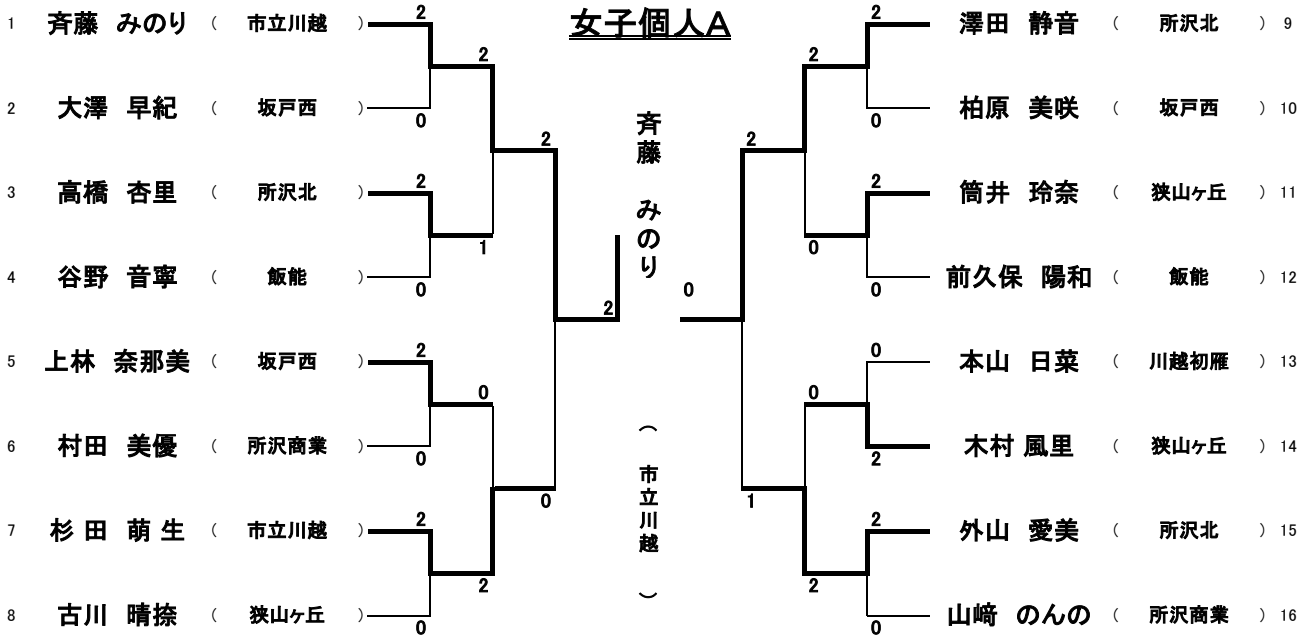 女子個人A
1 斉藤 みのり ( 市立川越 ) 2
2 大澤 早紀 ( 坂戸西 ) 0
3 高橋 杏里 ( 所沢北 ) 2
4 谷野 音寧 ( 飯能 ) 0
5 上林 奈那美 ( 坂戸西 ) 2
6 村田 美優 ( 所沢商業 ) 0
7 杉田 萌生 ( 市立川越 ) 2
8 古川 晴捺 ( 狭山ヶ丘 ) 0
2
1
0
2
2
0
2
斉藤 みのり
( 市立川越 )
0
2
1
2
0
0
2
2 澤田 静音 ( 所沢北 ) 9
0 柏原 美咲 ( 坂戸西 ) 10
2 筒井 玲奈 ( 狭山ヶ丘 ) 11
0 前久保 陽和 ( 飯能 ) 12
0 本山 日菜 ( 川越初雁 ) 13
2 木村 風里 ( 狭山ヶ丘 ) 14
2 外山 愛美 ( 所沢北 ) 15
0 山﨑 のんの ( 所沢商業 ) 16